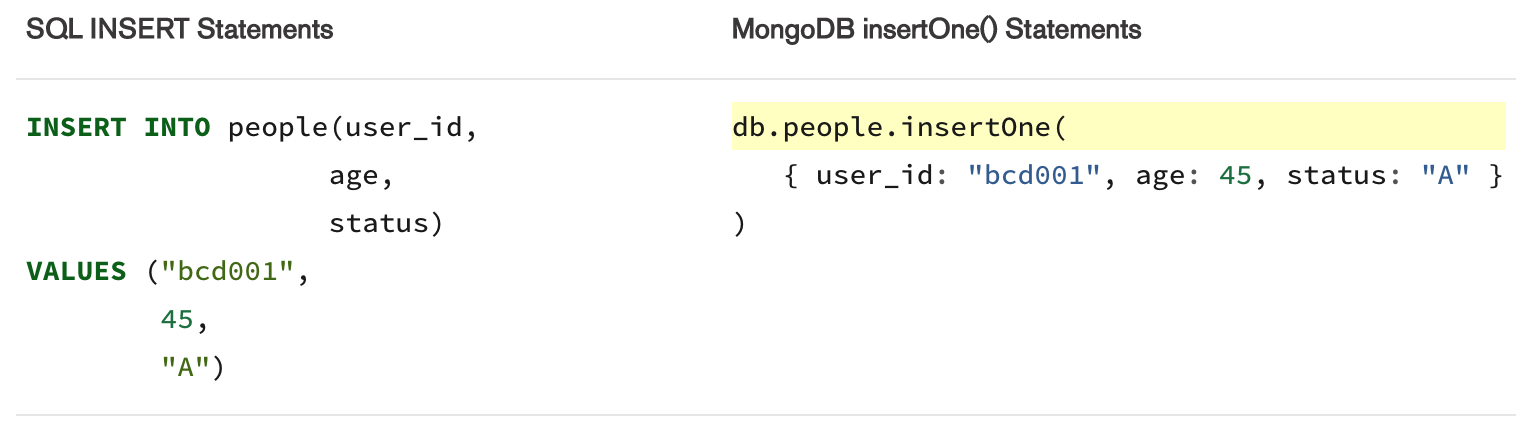 SQL INSERT Statements
MongoDB insertOne() Statements
INSERT INTO people(user_id,
age,
status)
VALUES ("bcd001",
45,
"A")
db.people.insertOne(
{ user_id: "bcd001", age: 45, status: "A" }
)